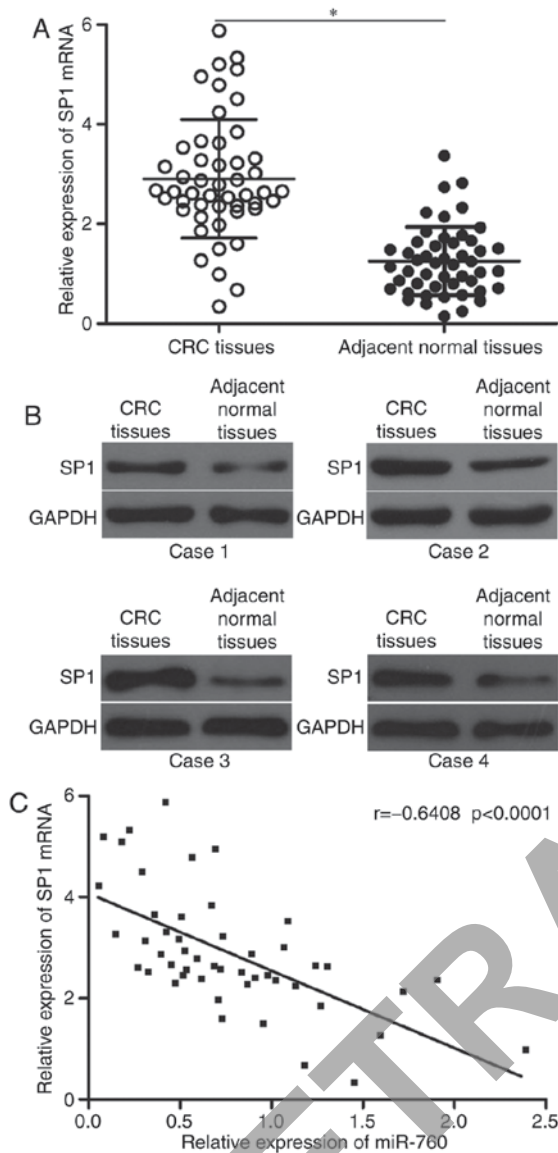 A
*
Relative expression of SP1 mRNA
6
4
2
0
CRC tissues
Adjacent normal tissues
B
CRC
tissues
Adjacent
normal
tissues
SP1
GAPDH
Case 1
CRC
tissues
Adjacent
normal
tissues
SP1
GAPDH
Case 2
CRC
tissues
Adjacent
normal
tissues
SP1
GAPDH
Case 3
CRC
tissues
Adjacent
normal
tissues
SP1
GAPDH
Case 4
C
r=−0.6408 p<0.0001
Relative expression of SP1 mRNA
6
4
2
0
0.0 0.5 1.0 1.5 2.0 2.5
Relative expression of miR-760